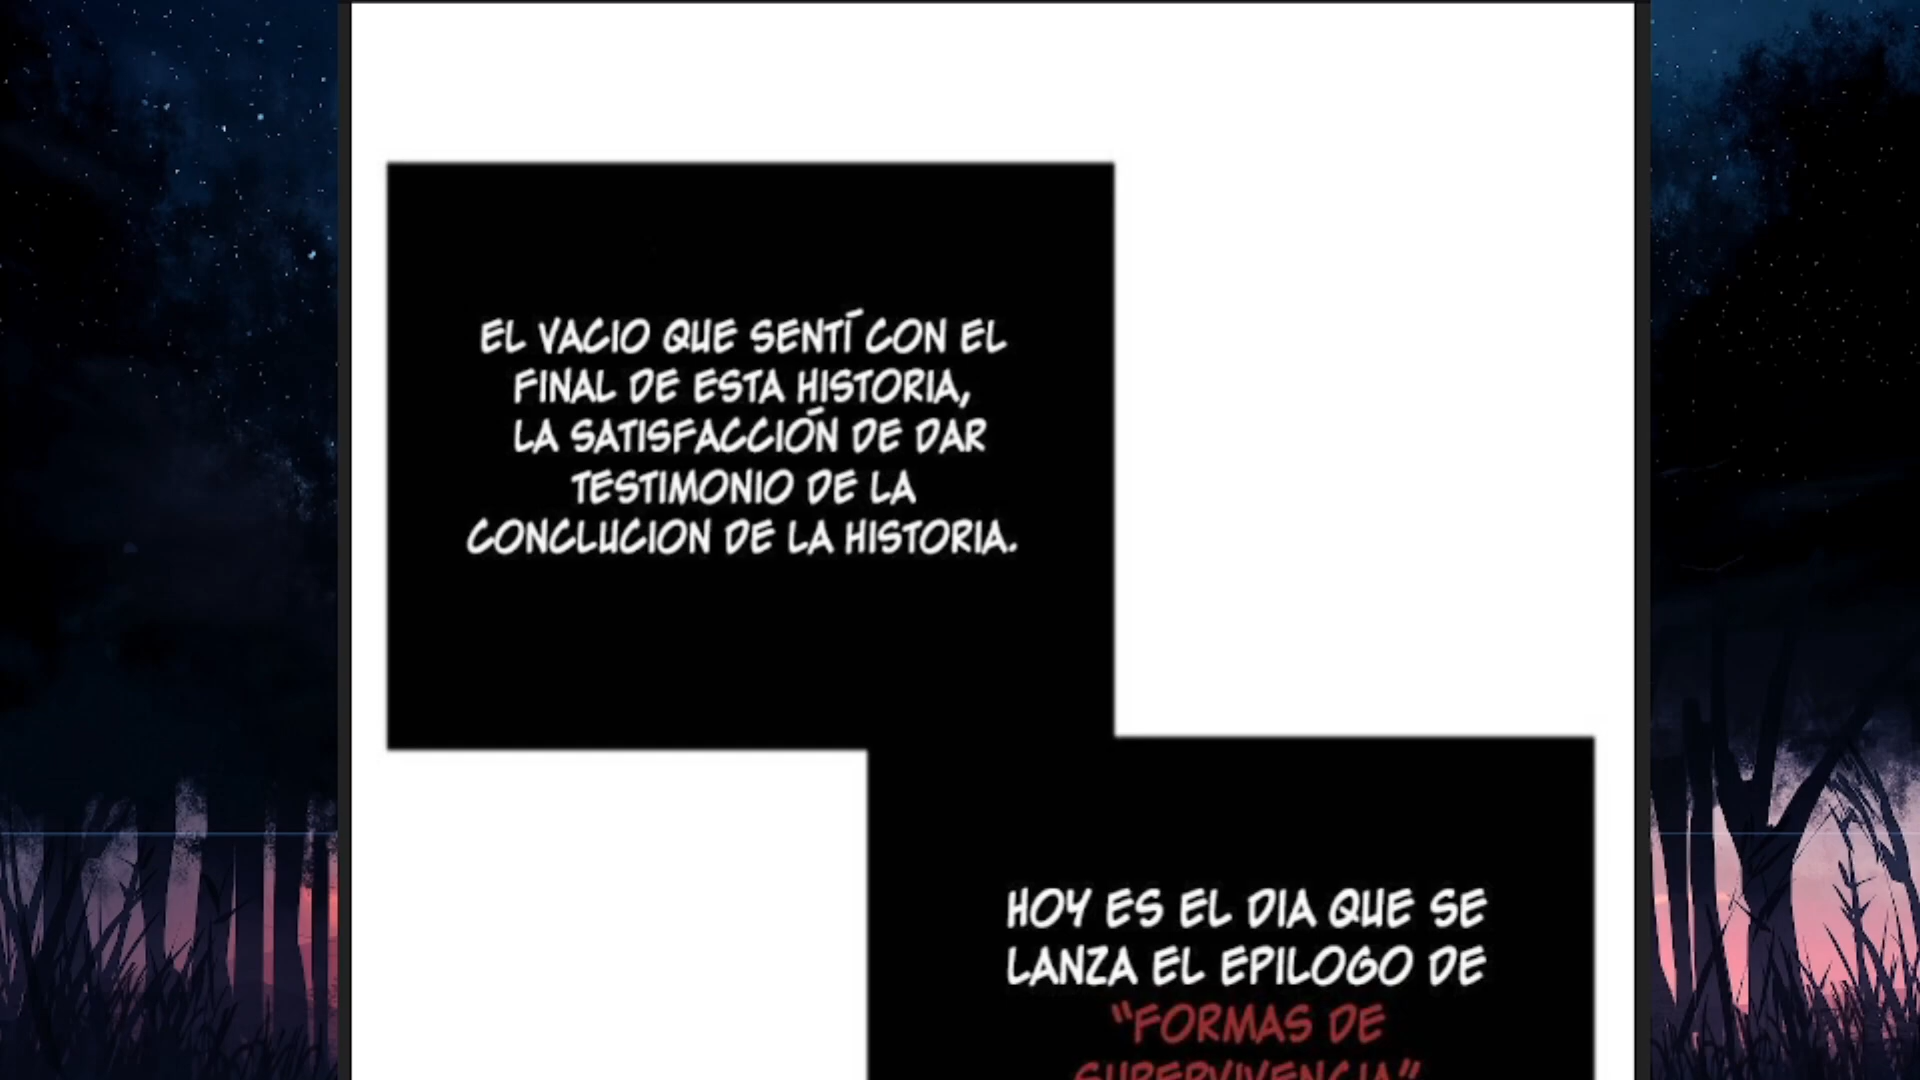 EL VACIO QUE SENTÍ CON EL
FINAL DE ESTA HISTORIA,
LA SATISFACCIÓN DE DAR
TESTIMONIO DE LA
CONCLUCION DE LA HISTORIA.
HOY ES EL DIA QUE SE
LANZA EL EPILOGO DE
“FORMAS DE
SUPERVIVENCIA”